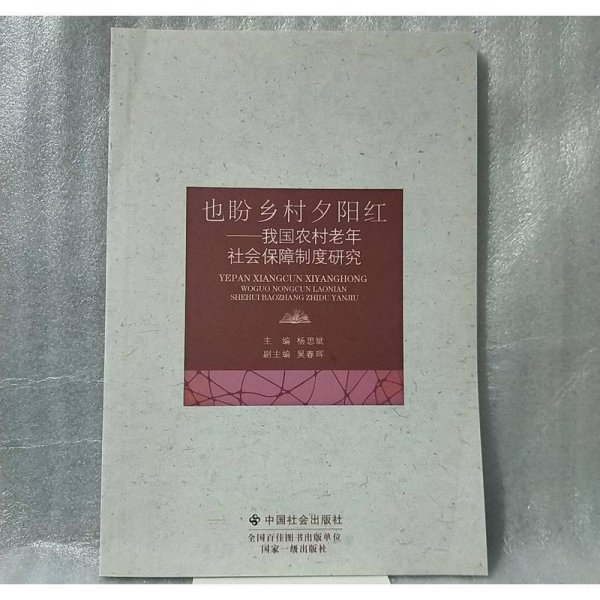 也盼乡村夕阳红
——我国农村老年
社会保障制度研究
YEPAN XIANGCUN XIYANGHONG
WOGUO NONGCUN LAONIAN
SHEHUI BAOZHANG ZHIDU YANJIU
主 编 杨思斌
副主编 吴春晖
中国社会出版社
全国百佳图书出版单位
国家一级出版社